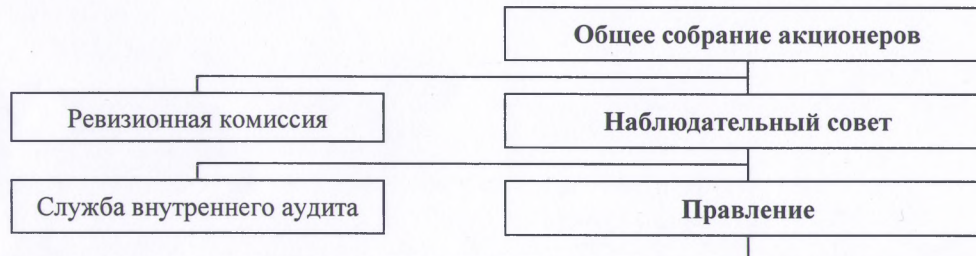 Общее собрание акционеров
Ревизионная комиссия
Наблюдательный совет
Служба внутреннего аудита
Правление